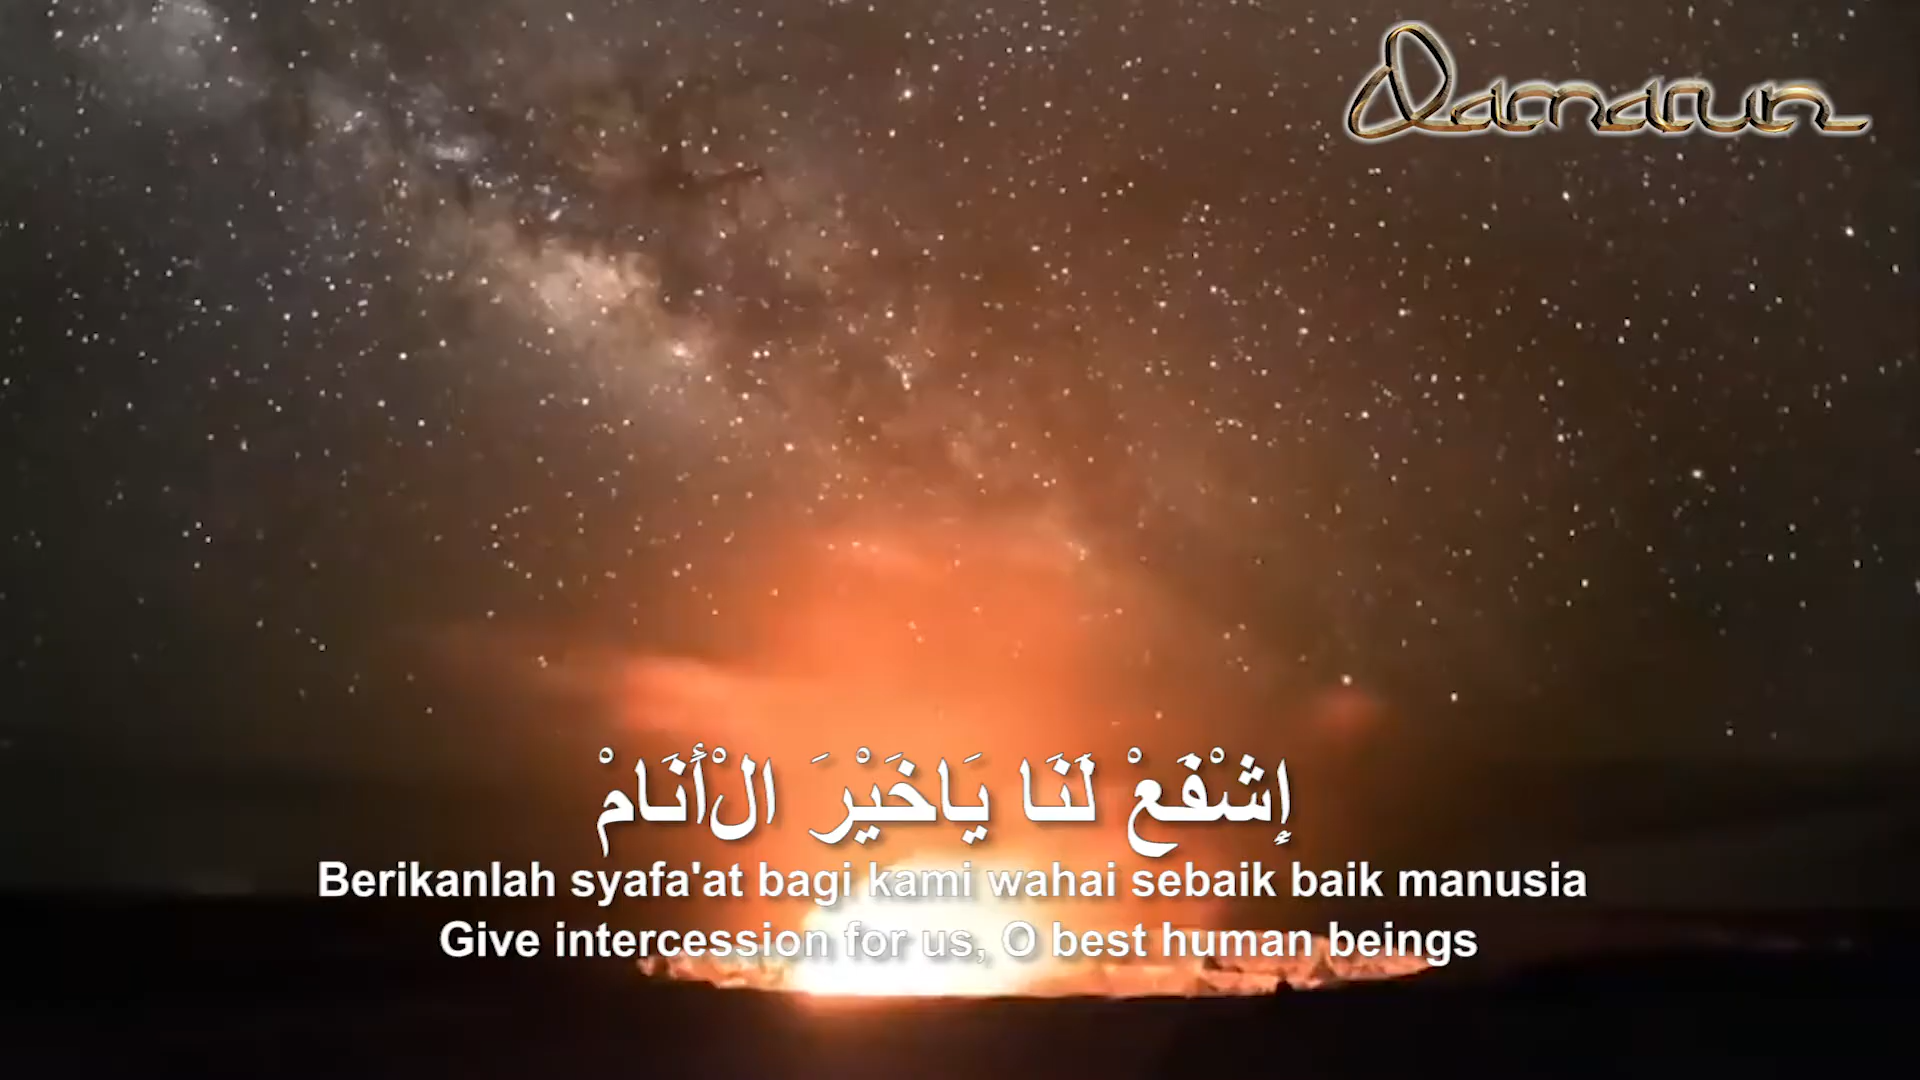 Qamarun
إِشْفَعْ لَنَا يَاخَيْرَ الْأَنَامْ
Berikanlah syafa'at bagi kami wahai sebaik baik manusia
Give intercession for us, O best human beings